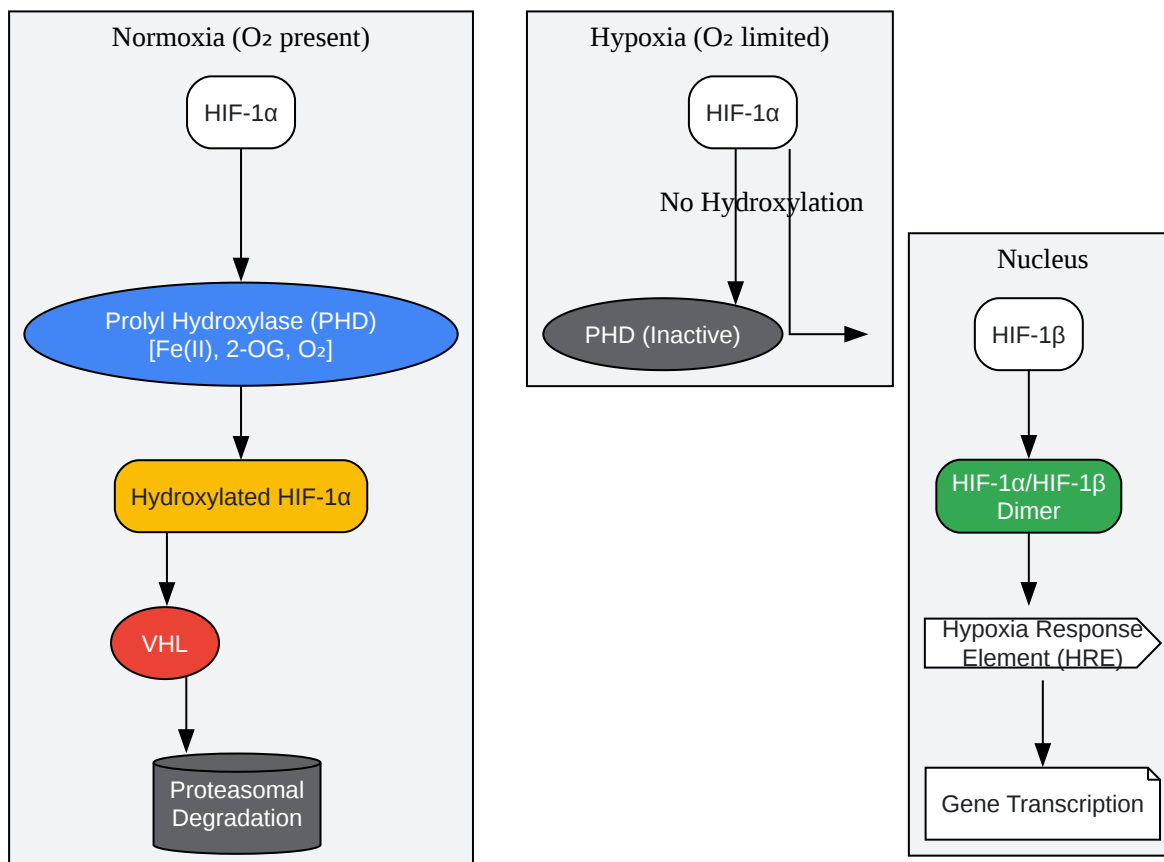 Normoxia (O₂ present)
HIF-1α
Prolyl Hydroxylase (PHD)
[Fe(II), 2-OG, O₂]
Hydroxylated HIF-1α
VHL
Proteasomal
Degradation
Hypoxia (O₂ limited)
HIF-1α
No Hydroxylation
PHD (Inactive)
Nucleus
HIF-1β
HIF-1α/HIF-1β
Dimer
Hypoxia Response
Element (HRE)
Gene Transcription